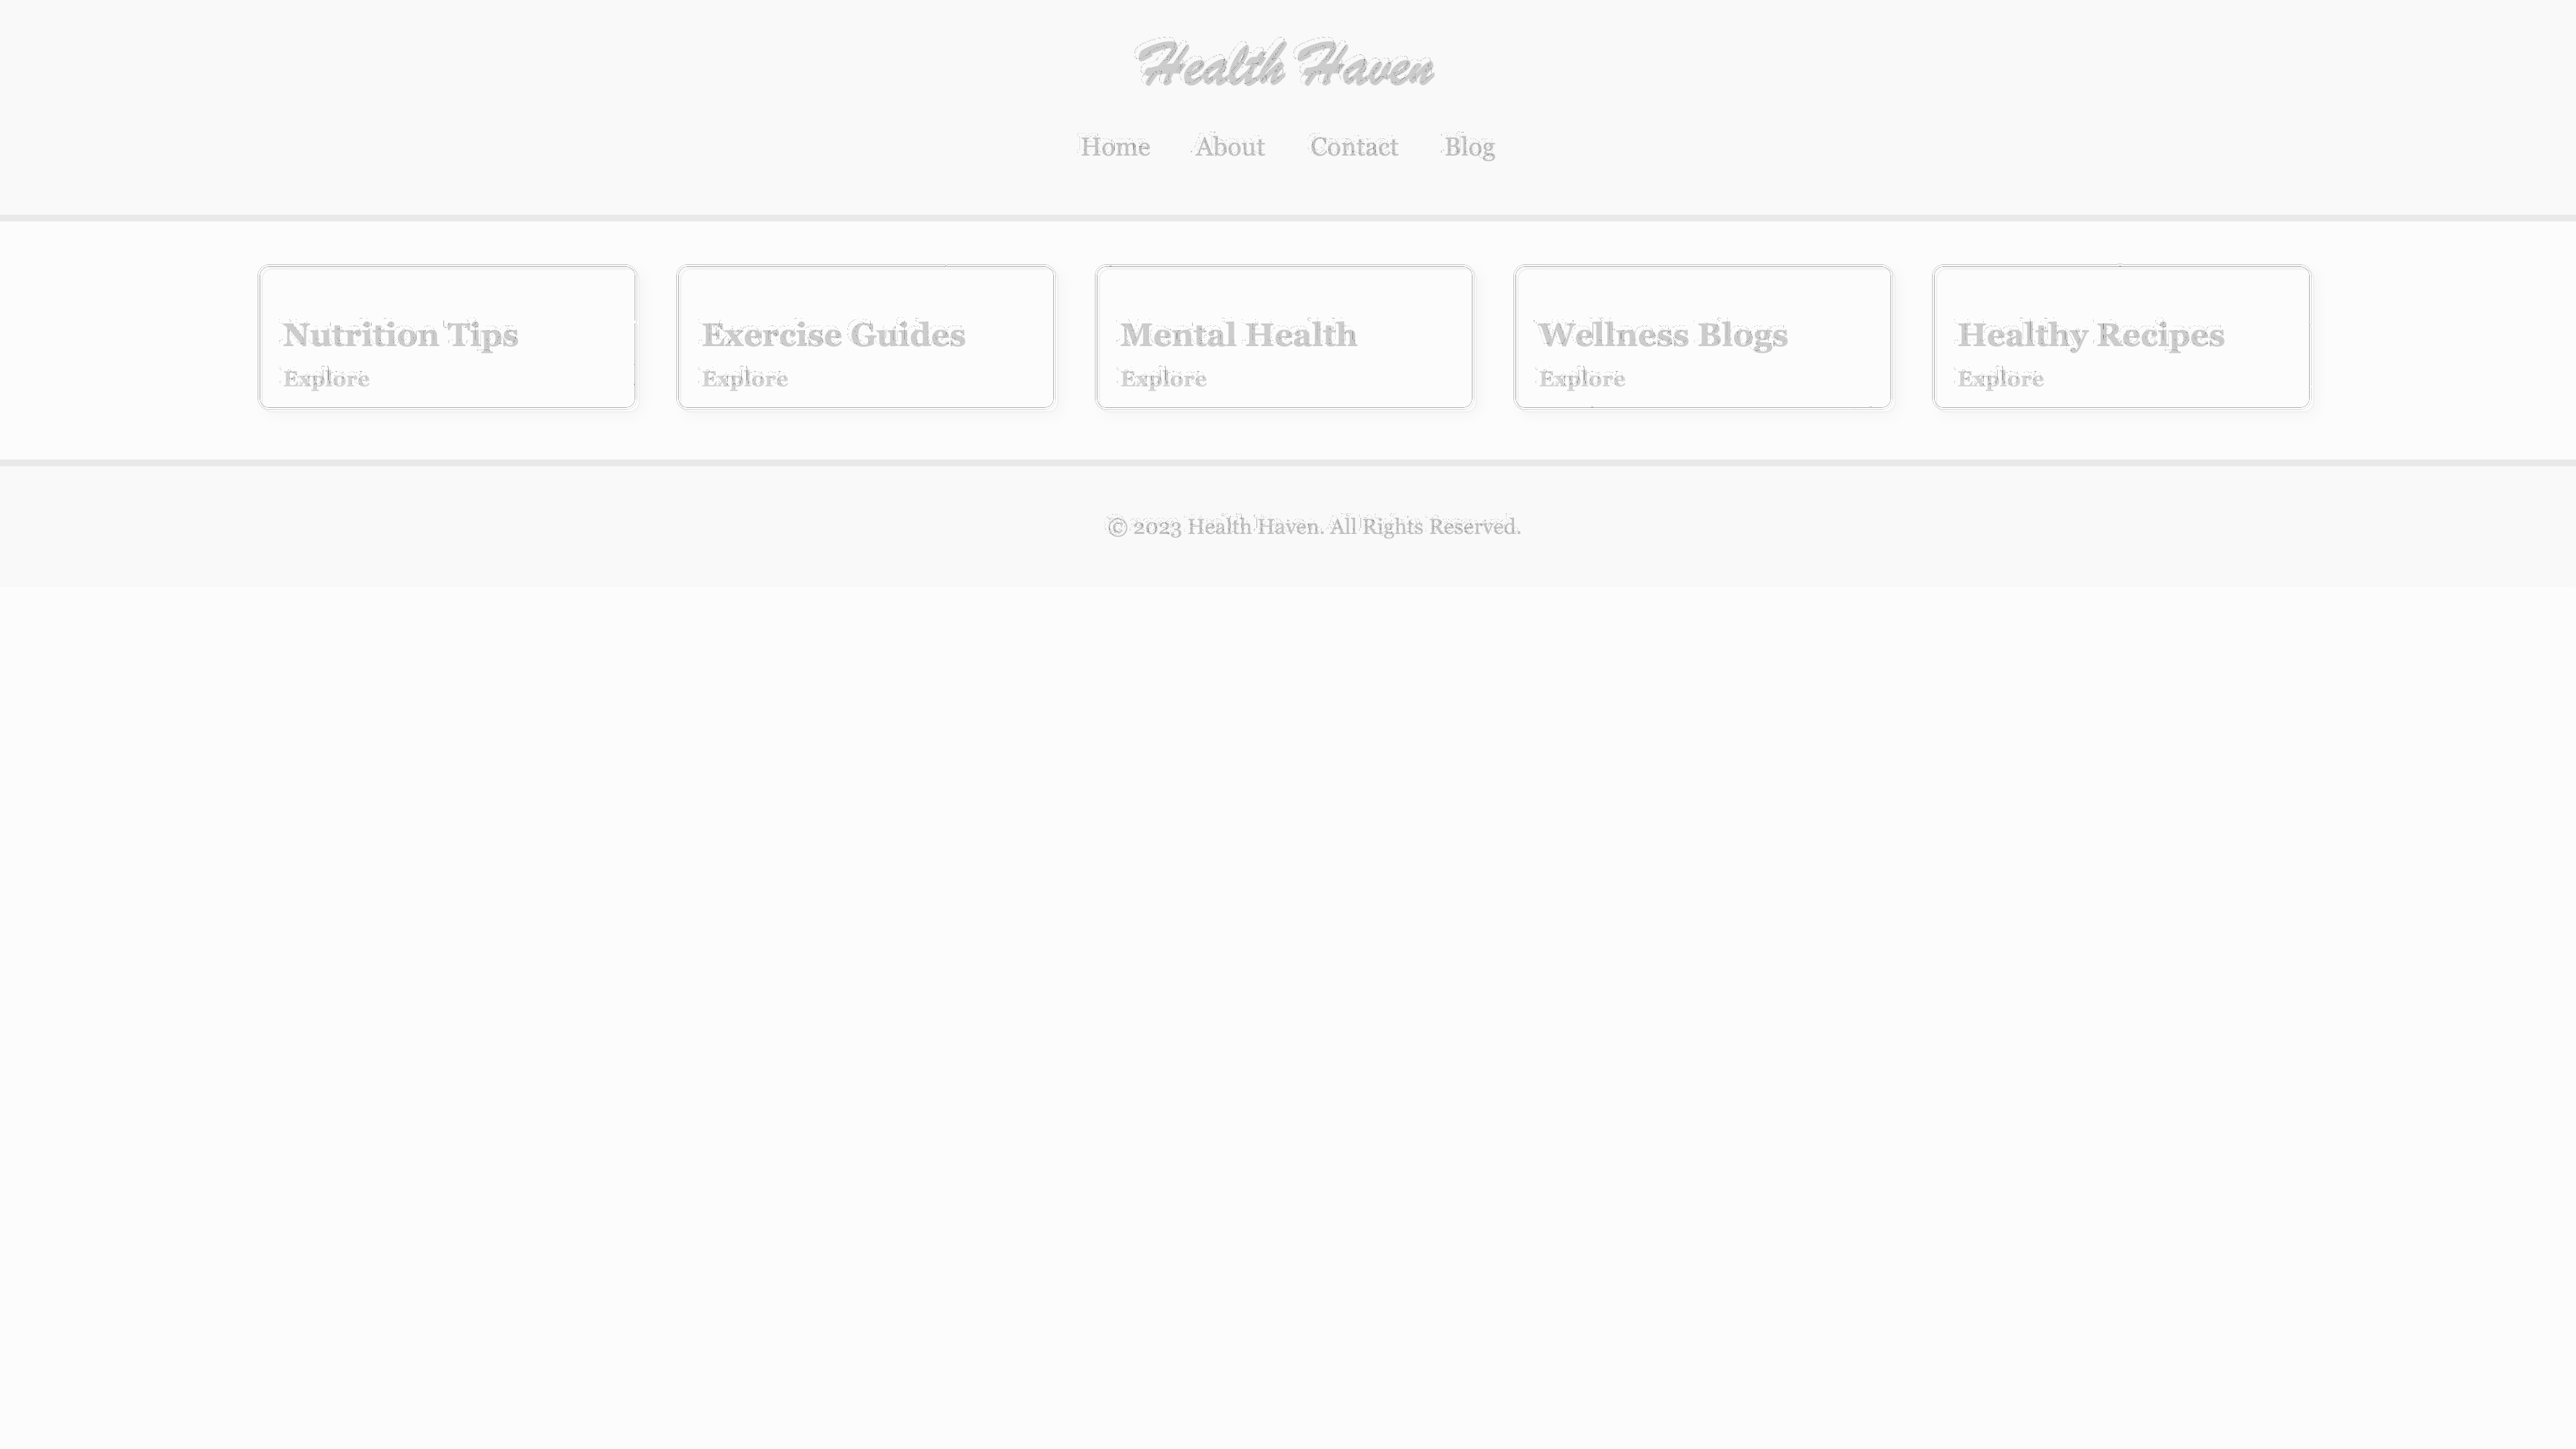 Health Haven
Home About Contact Blog
Nutrition Tips
Explore
Exercise Guides
Explore
Mental Health
Explore
Wellness Blogs
Explore
Healthy Recipes
Explore
© 2023 Health Haven. All Rights Reserved.